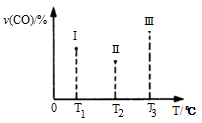 v(CO)/%
III
I
II
0 T₁ T₂ T₃ T/℃